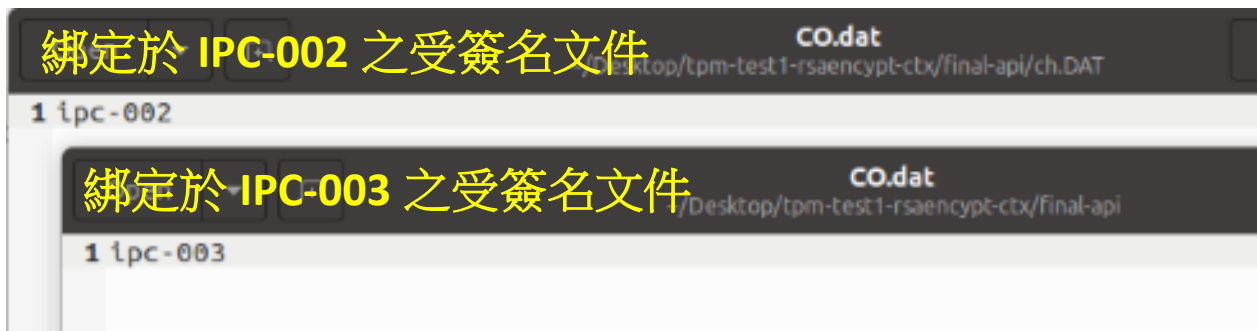 綁定於 IPC-002 之受簽名文件
CO.dat
/Desktop/tpm-test1-rsaencypt-ctx/final-api/ch.DAT
1 ipc-002
綁定於 IPC-003 之受簽名文件
CO.dat
/Desktop/tpm-test1-rsaencypt-ctx/final-api
1 ipc-003